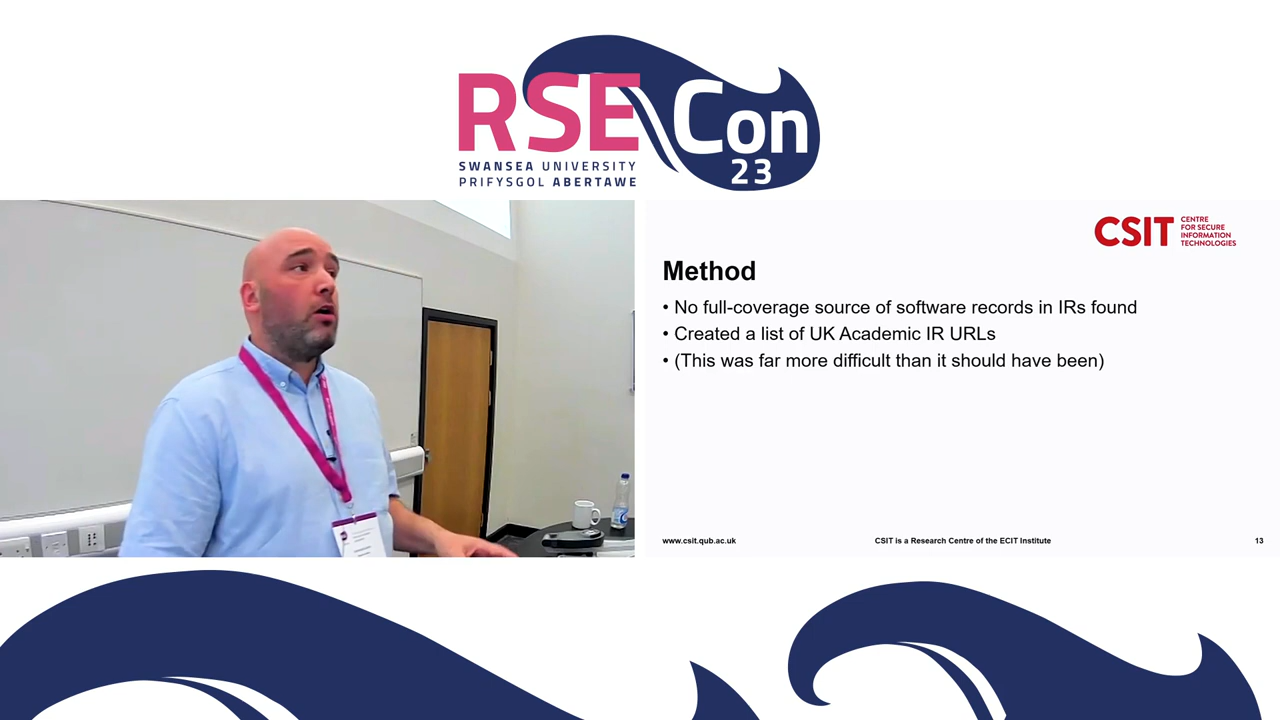 RSE Con
23
SWANSEA UNIVERSITY
PRIFYSGOL ABERTAWE
CSIT CENTRE
FOR SECURE
INFORMATION
TECHNOLOGIES
Method
• No full-coverage source of software records in IRs found
• Created a list of UK Academic IR URLs
• (This was far more difficult than it should have been)
www.csit.qub.ac.uk CSIT is a Research Centre of the ECIT Institute 13